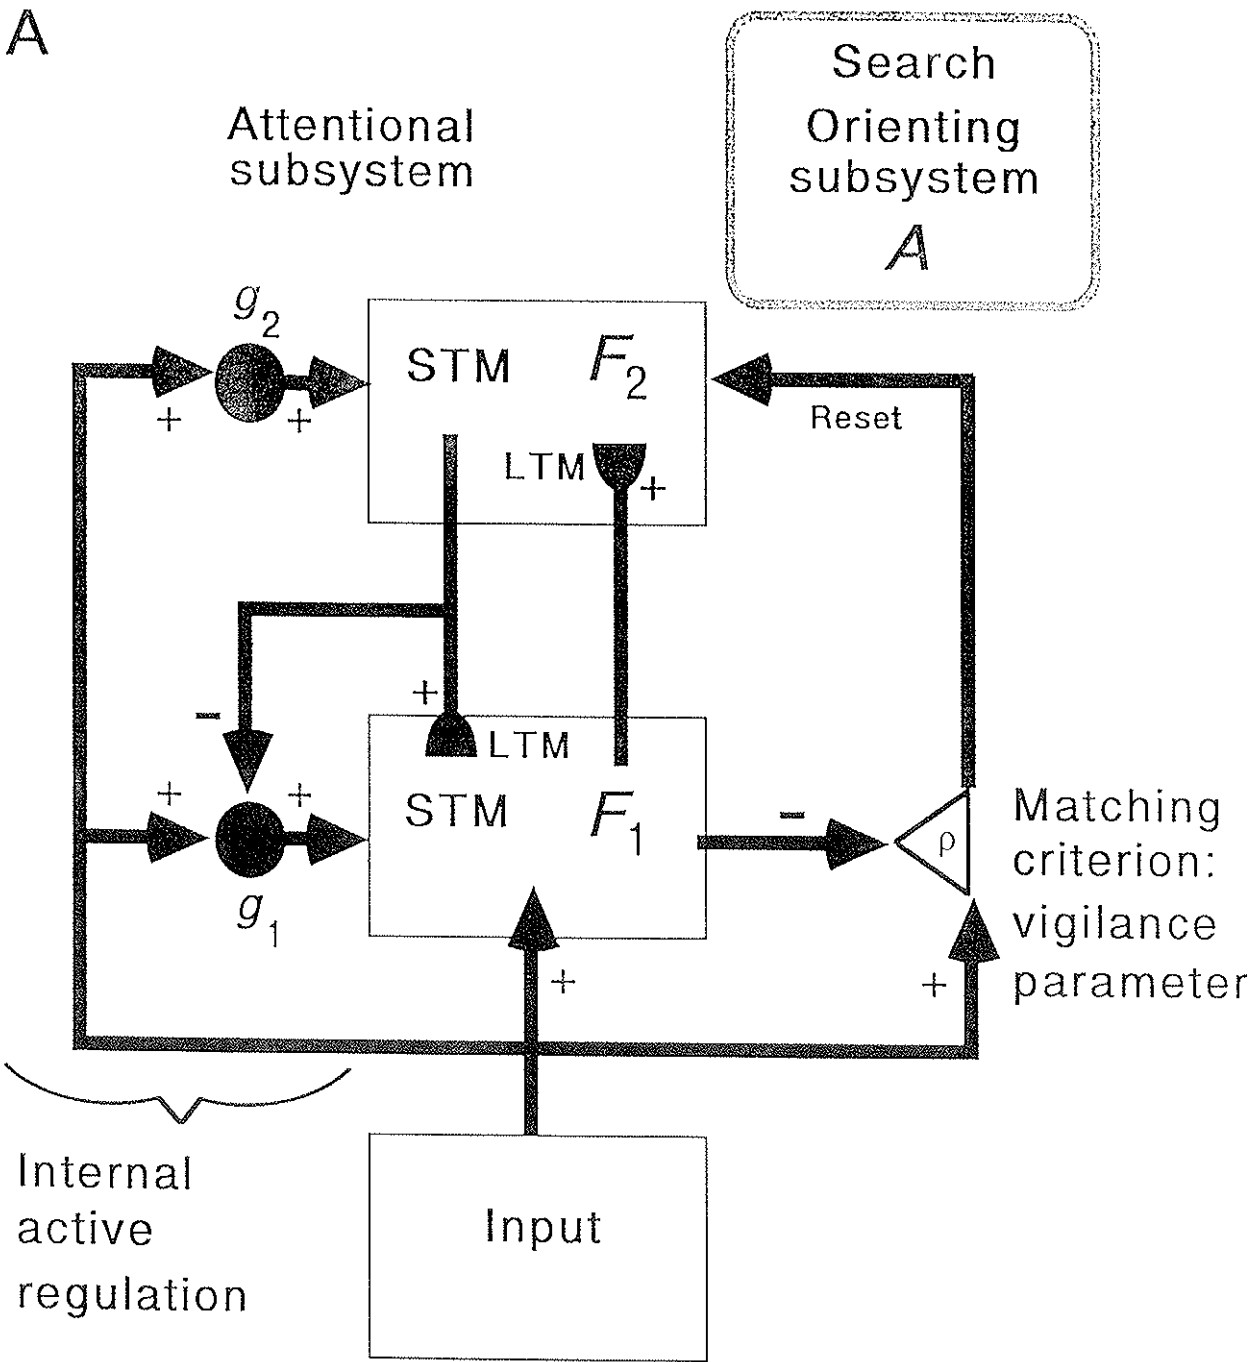 A
Attentional
subsystem
Search
Orienting
subsystem
A
g2
+
+
STM F2
LTM
+
Reset
+
LTM
STM F1
−
+
+
g1
−
ρ
Matching
criterion:
vigilance
parameter
+
+
Internal
active
regulation
Input